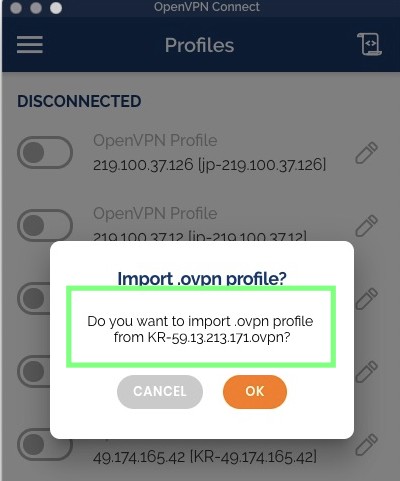 OpenVPN Connect
Profiles
DISCONNECTED
OpenVPN Profile
219.100.37.126 [jp-219.100.37.126]
OpenVPN Profile
219.100.37.12 [jp-219.100.37.12]
Import .ovpn profile?
Do you want to import .ovpn profile
from KR-59.13.213.171.ovpn?
CANCEL
OK
49.174.165.42 [KR-49.174.165.42]